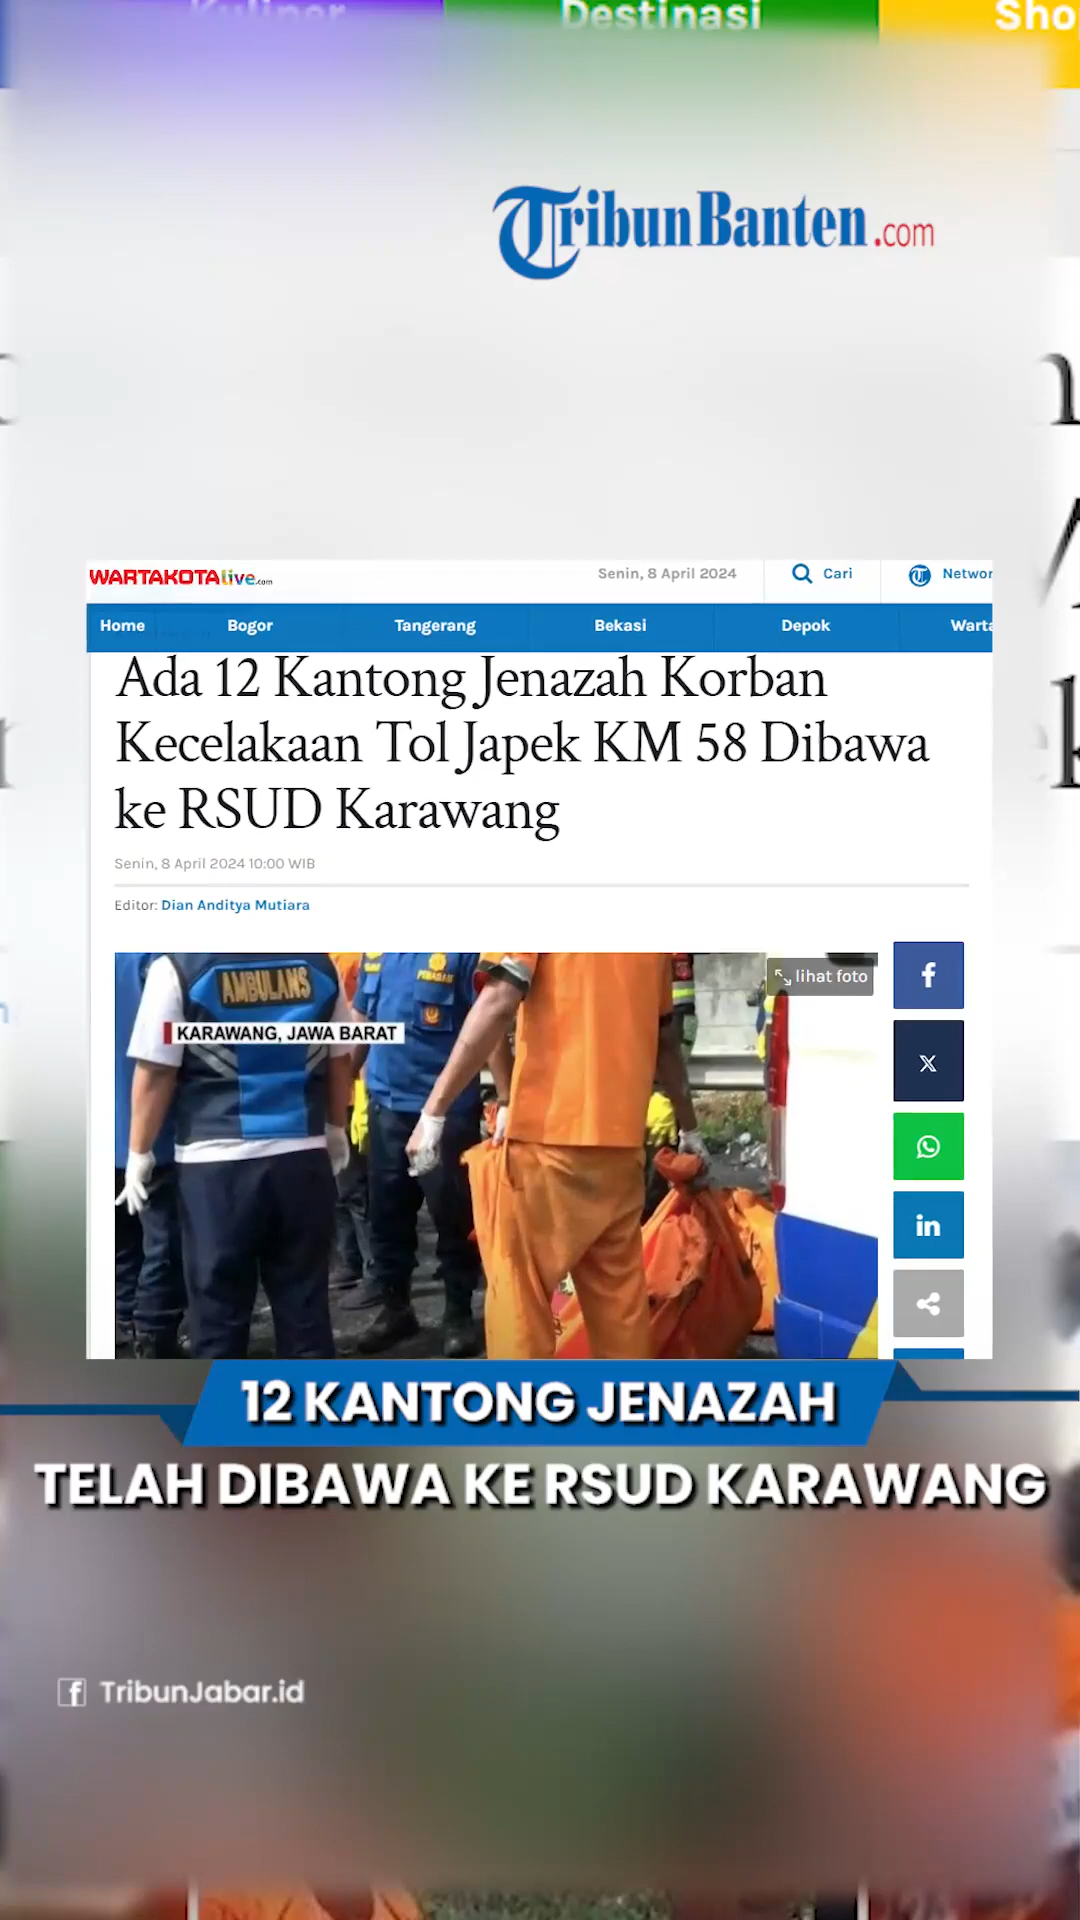 Kuliner
Destinasi
TribunBanten.com
WARTAKOTAlive.com
Senin, 8 April 2024
Cari
Home
Bogor
Tangerang
Bekasi
Depok
Ada 12 Kantong Jenazah Korban
Kecelakaan Tol Japek KM 58 Dibawa
ke RSUD Karawang
Senin, 8 April 2024 10:00 WIB
Editor: Dian Anditya Mutiara
AMBULANS
lihat foto
KARAWANG, JAWA BARAT
12 KANTONG JENAZAH
TELAH DIBAWA KE RSUD KARAWANG
TribunJabar.id